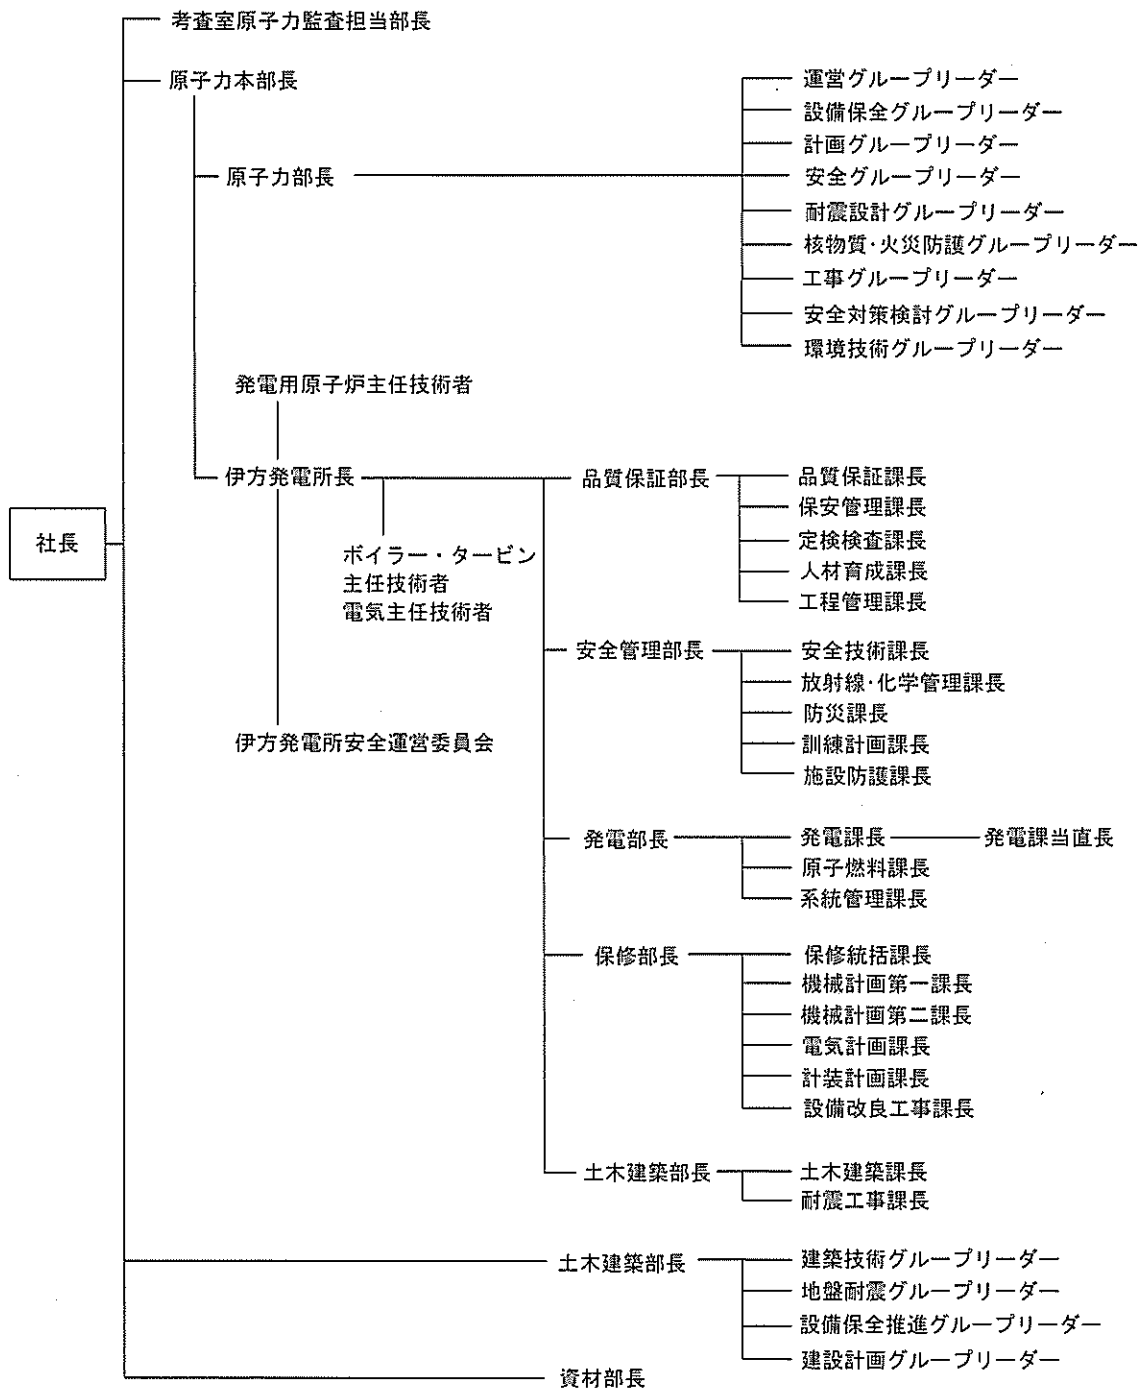 考査室原子力監査担当部長
原子力本部長
運営グループリーダー
設備保全グループリーダー
計画グループリーダー
原子力部長
安全グループリーダー
耐震設計グループリーダー
核物質・火災防護グループリーダー
工事グループリーダー
安全対策検討グループリーダー
環境技術グループリーダー
発電用原子炉主任技術者
伊方発電所長
品質保証部長
品質保証課長
保安管理課長
定検検査課長
人材育成課長
工程管理課長
社長
ボイラー・タービン
主任技術者
電気主任技術者
安全管理部長
安全技術課長
放射線・化学管理課長
防災課長
訓練計画課長
施設防護課長
伊方発電所安全運営委員会
発電部長
発電課長
発電課当直長
原子燃料課長
系統管理課長
保修部長
保修統括課長
機械計画第一課長
機械計画第二課長
電気計画課長
計装計画課長
設備改良工事課長
土木建築部長
土木建築課長
耐震工事課長
土木建築部長
建築技術グループリーダー
地盤耐震グループリーダー
設備保全推進グループリーダー
建設計画グループリーダー
資材部長